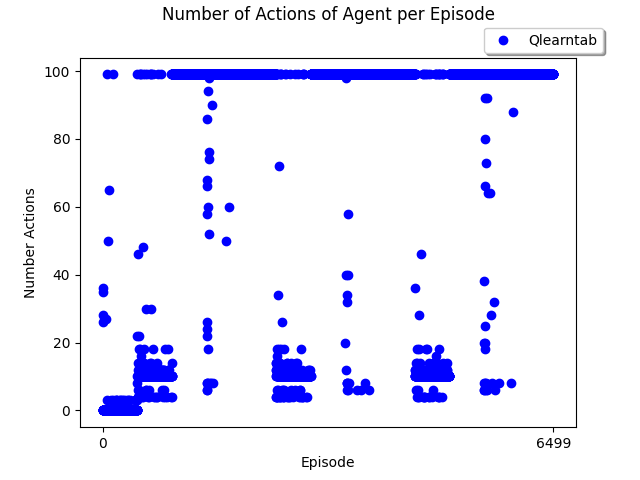 Number of Actions of Agent per Episode
Qlearntab
100
80
60
40
20
0
Number Actions
0 6499
Episode